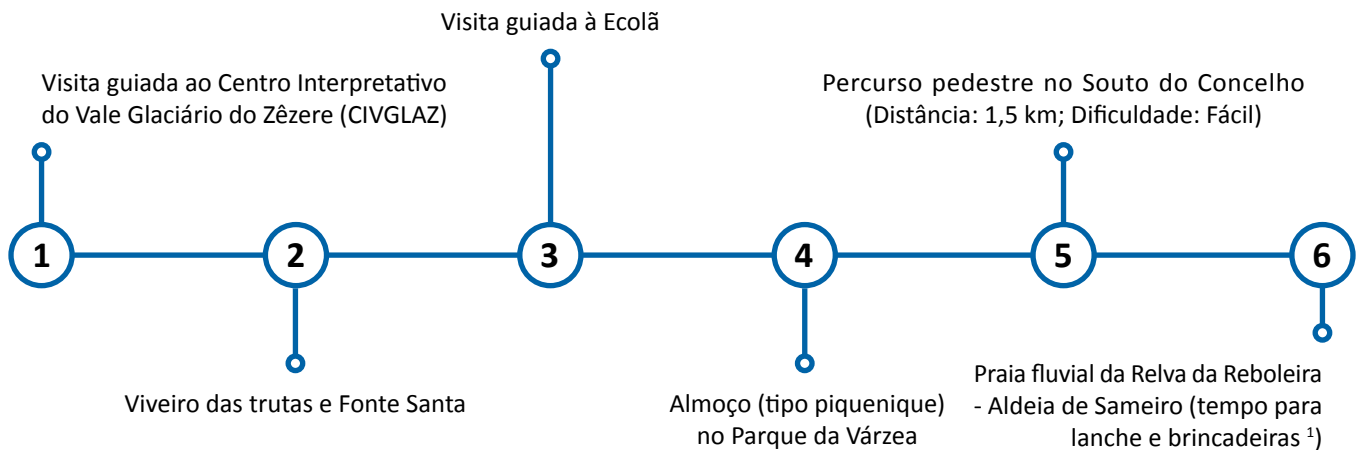 Visita guiada à Ecolã
Visita guiada ao Centro Interpretativo
do Vale Glaciário do Zêzere (CIVGLAZ)
Percurso pedestre no Souto do Concelho
(Distância: 1,5 km; Dificuldade: Fácil)
1
2
3
4
5
6
Viveiro das trutas e Fonte Santa
Almoço (tipo piquenique)
no Parque da Várzea
Praia fluvial da Relva da Reboleira
- Aldeia de Sameiro (tempo para
lanche e brincadeiras ¹)